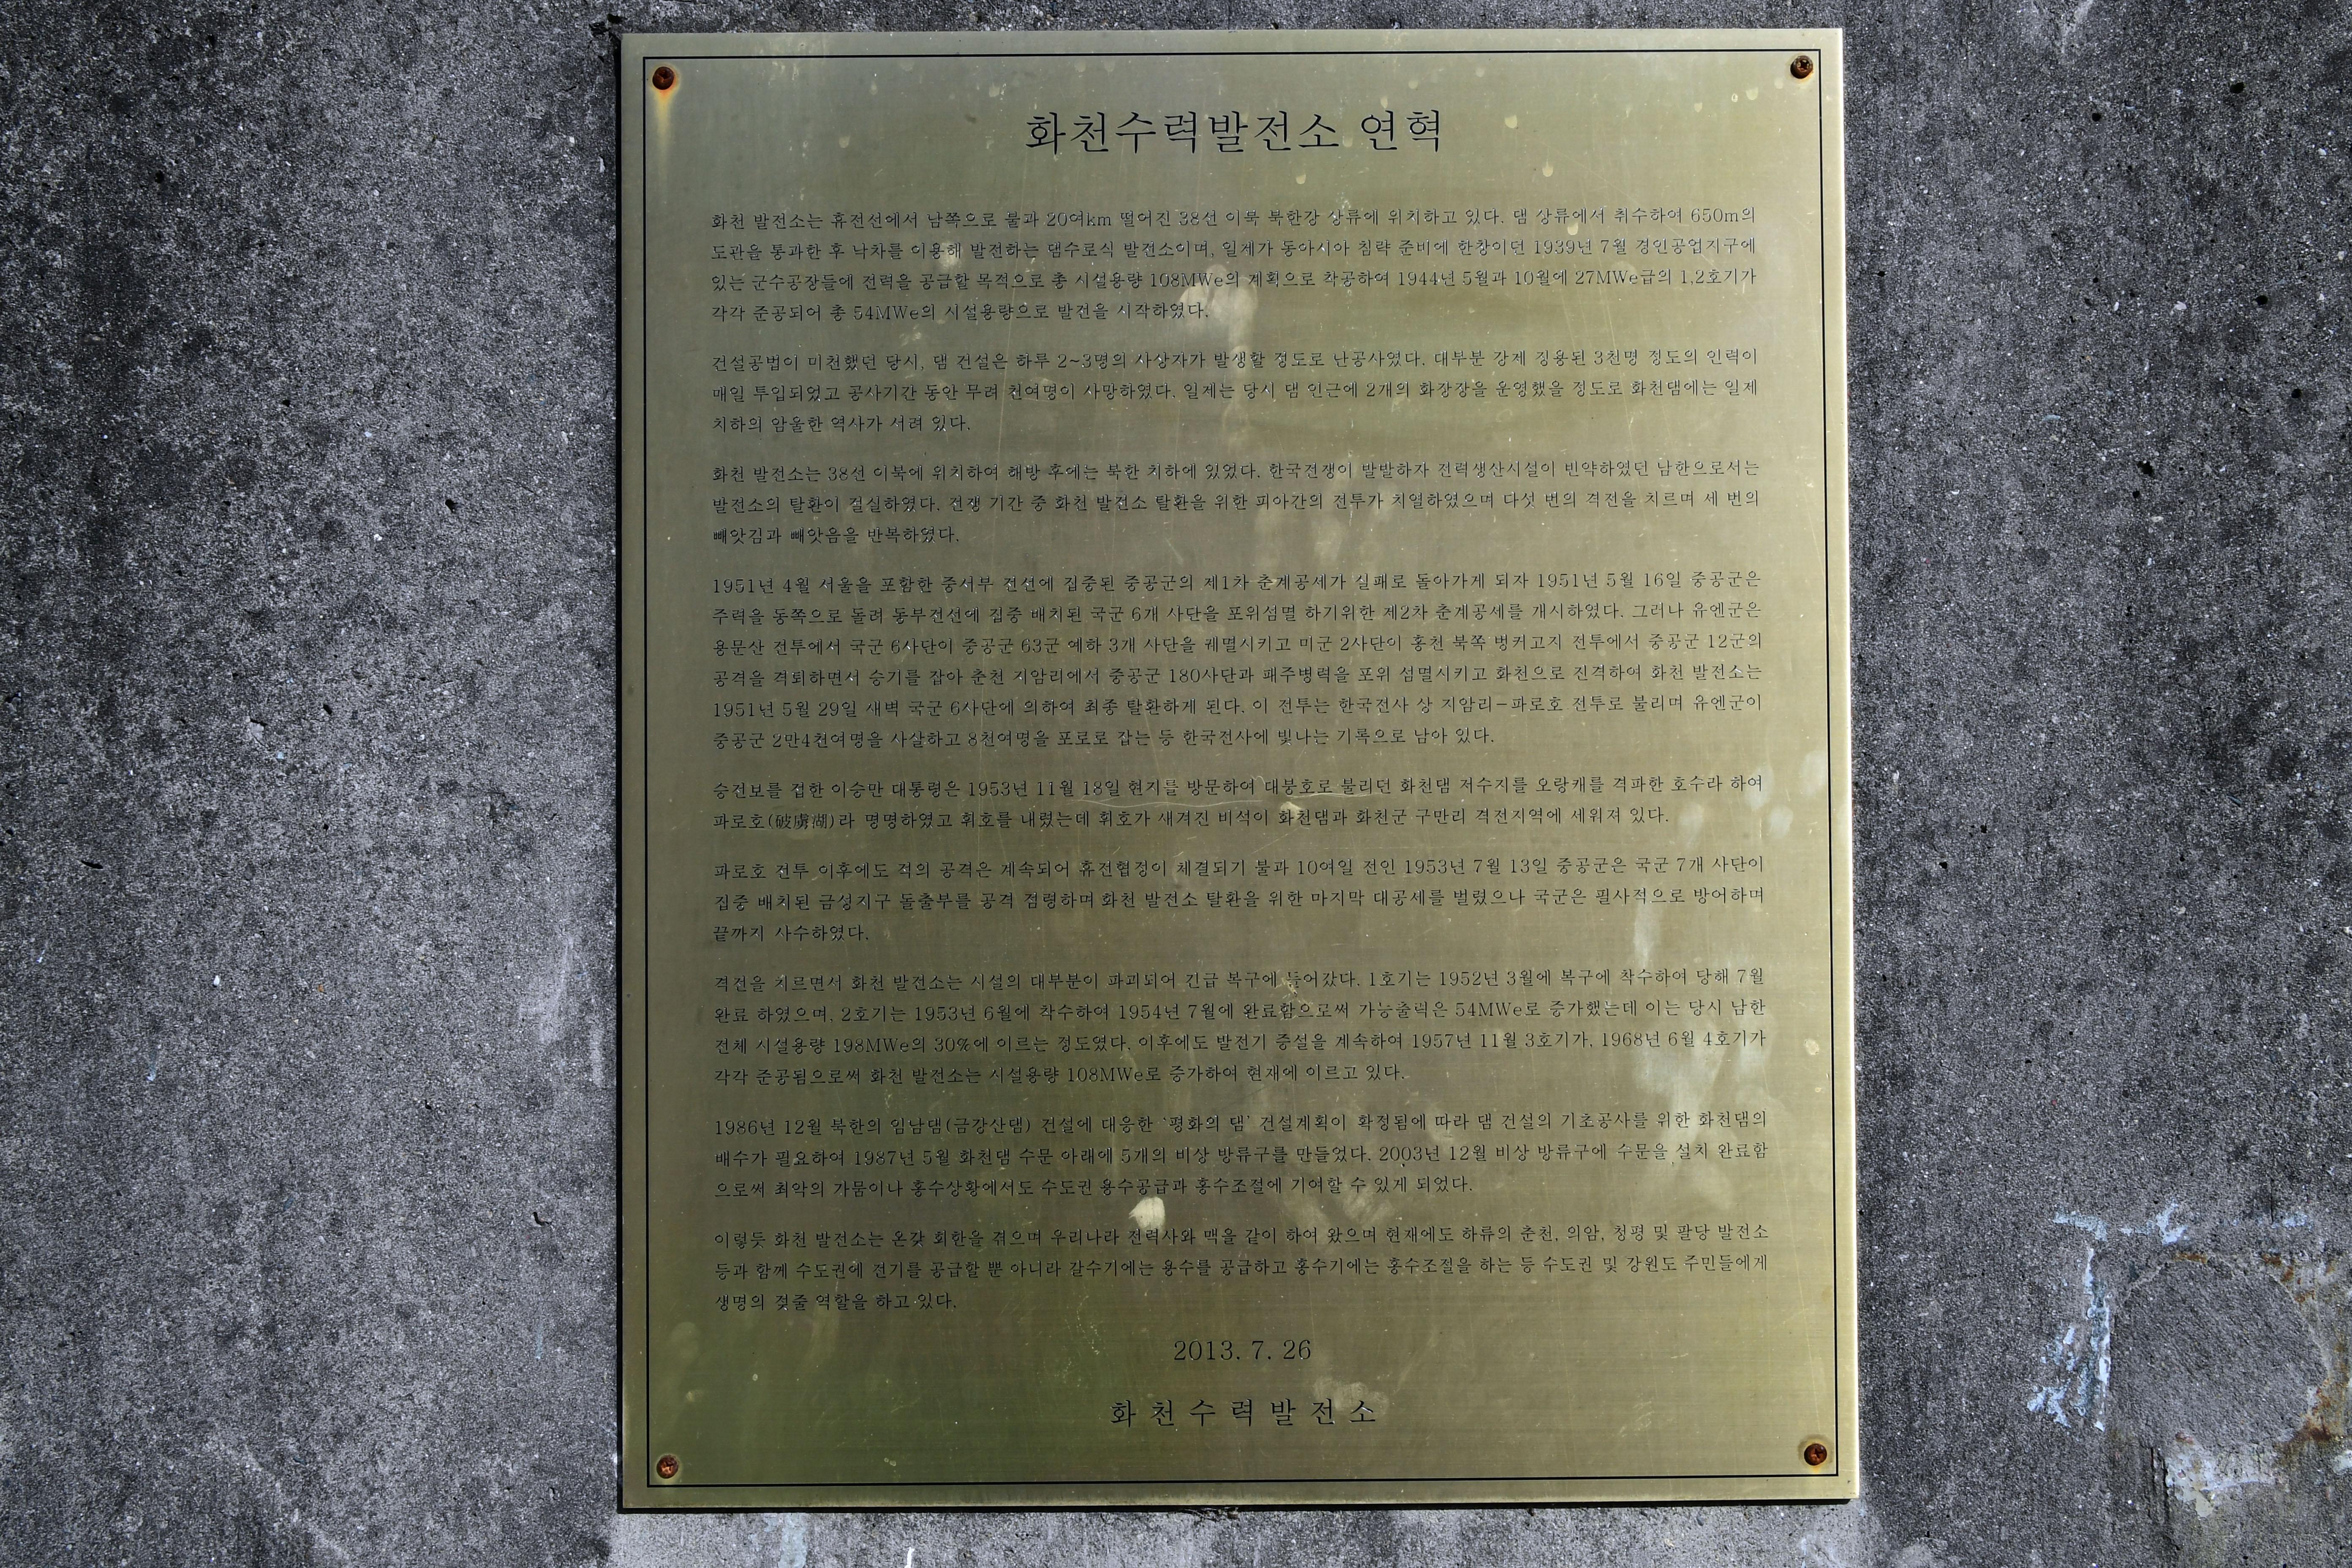 화천수력발전소 연혁
화천 발전소는 휴전선에서 남쪽으로 불과 20여km 떨어진 38선 이북 북한강 상류에 위치하고 있다. 댐 상류에서 취수하여 650m의
도관을 통과한 후 낙차를 이용해 발전하는 댐수로식 발전소이며, 일제가 동아시아 침략 준비에 한창이던 1939년 7월 경인공업지구에
있는 군수공장들에 전력을 공급할 목적으로 총 시설용량 108MWe의 계획으로 착공하여 1944년 5월과 10월에 27MWe급의 1,2호기가
각각 준공되어 총 54MWe의 시설용량으로 발전을 시작하였다.
건설공법이 미천했던 당시, 댐 건설은 하루 2~3명의 사상자가 발생할 정도로 난공사였다. 대부분 강제 징용된 3천명 정도의 인력이
매일 투입되었고 공사기간 동안 무려 천여명이 사망하였다. 일제는 당시 댐 인근에 2개의 화장장을 운영했을 정도로 화천댐에는 일제
치하의 암울한 역사가 서려 있다.
화천 발전소는 38선 이북에 위치하여 해방 후에는 북한 치하에 있었다. 한국전쟁이 발발하자 전력생산시설이 빈약하였던 남한으로서는
발전소의 탈환이 절실하였다. 전쟁 기간 중 화천 발전소 탈환을 위한 피아간의 전투가 치열하였으며 다섯 번의 격전을 치르며 세 번의
빼앗김과 빼앗음을 반복하였다.
1951년 4월 서울을 포함한 중서부 전선에 집중된 중공군의 제1차 춘계공세가 실패로 돌아가게 되자 1951년 5월 16일 중공군은
주력을 동쪽으로 돌려 동부전선에 집중 배치된 국군 6개 사단을 포위섬멸 하기위한 제2차 춘계공세를 개시하였다. 그러나 유엔군은
용문산 전투에서 국군 6사단이 중공군 63군 예하 3개 사단을 궤멸시키고 미군 2사단이 홍천 북쪽 벙커고지 전투에서 중공군 12군의
공격을 격퇴하면서 승기를 잡아 춘천 지암리에서 중공군 180사단과 패주병력을 포위 섬멸시키고 화천으로 진격하여 화천 발전소는
1951년 5월 29일 새벽 국군 6사단에 의하여 최종 탈환하게 된다. 이 전투는 한국전사 상 지암리-파로호 전투로 불리며 유엔군이
중공군 2만4천여명을 사살하고 8천여명을 포로로 잡는 등 한국전사에 빛나는 기록으로 남아 있다.
승전보를 접한 이승만 대통령은 1953년 11월 18일 현지를 방문하여 대붕호로 불리던 화천댐 저수지를 오랑캐를 격파한 호수라 하여
파로호(破虜湖)라 명명하였고 휘호를 내렸는데 휘호가 새겨진 비석이 화천댐과 화천군 구만리 격전지역에 세워져 있다.
파로호 전투 이후에도 적의 공격은 계속되어 휴전협정이 체결되기 불과 10여일 전인 1953년 7월 13일 중공군은 국군 7개 사단이
집중 배치된 금성지구 돌출부를 공격 점령하며 화천 발전소 탈환을 위한 마지막 대공세를 벌렸으나 국군은 필사적으로 방어하며
끝까지 사수하였다.
격전을 치르면서 화천 발전소는 시설의 대부분이 파괴되어 긴급 복구에 들어갔다. 1호기는 1952년 3월에 복구에 착수하여 당해 7월
완료 하였으며, 2호기는 1953년 6월에 착수하여 1954년 7월에 완료함으로써 가능출력은 54MWe로 증가했는데 이는 당시 남한
전체 시설용량 198MWe의 30%에 이르는 정도였다. 이후에도 발전기 증설을 계속하여 1957년 11월 3호기가, 1968년 6월 4호기가
각각 준공됨으로써 화천 발전소는 시설용량 108MWe로 증가하여 현재에 이르고 있다.
1986년 12월 북한의 임남댐(금강산댐) 건설에 대응한 '평화의 댐' 건설계획이 확정됨에 따라 댐 건설의 기초공사를 위한 화천댐의
배수가 필요하여 1987년 5월 화천댐 수문 아래에 5개의 비상 방류구를 만들었다. 2003년 12월 비상 방류구에 수문을 설치 완료함
으로써 최악의 가뭄이나 홍수상황에서도 수도권 용수공급과 홍수조절에 기여할 수 있게 되었다.
이렇듯 화천 발전소는 온갖 회한을 겪으며 우리나라 전력사와 맥을 같이 하여 왔으며 현재에도 하류의 춘천, 의암, 청평 및 팔당 발전소
등과 함께 수도권에 전기를 공급할 뿐 아니라 갈수기에는 용수를 공급하고 홍수기에는 홍수조절을 하는 등 수도권 및 강원도 주민들에게
생명의 젖줄 역할을 하고 있다.
2013. 7. 26
화천수력발전소